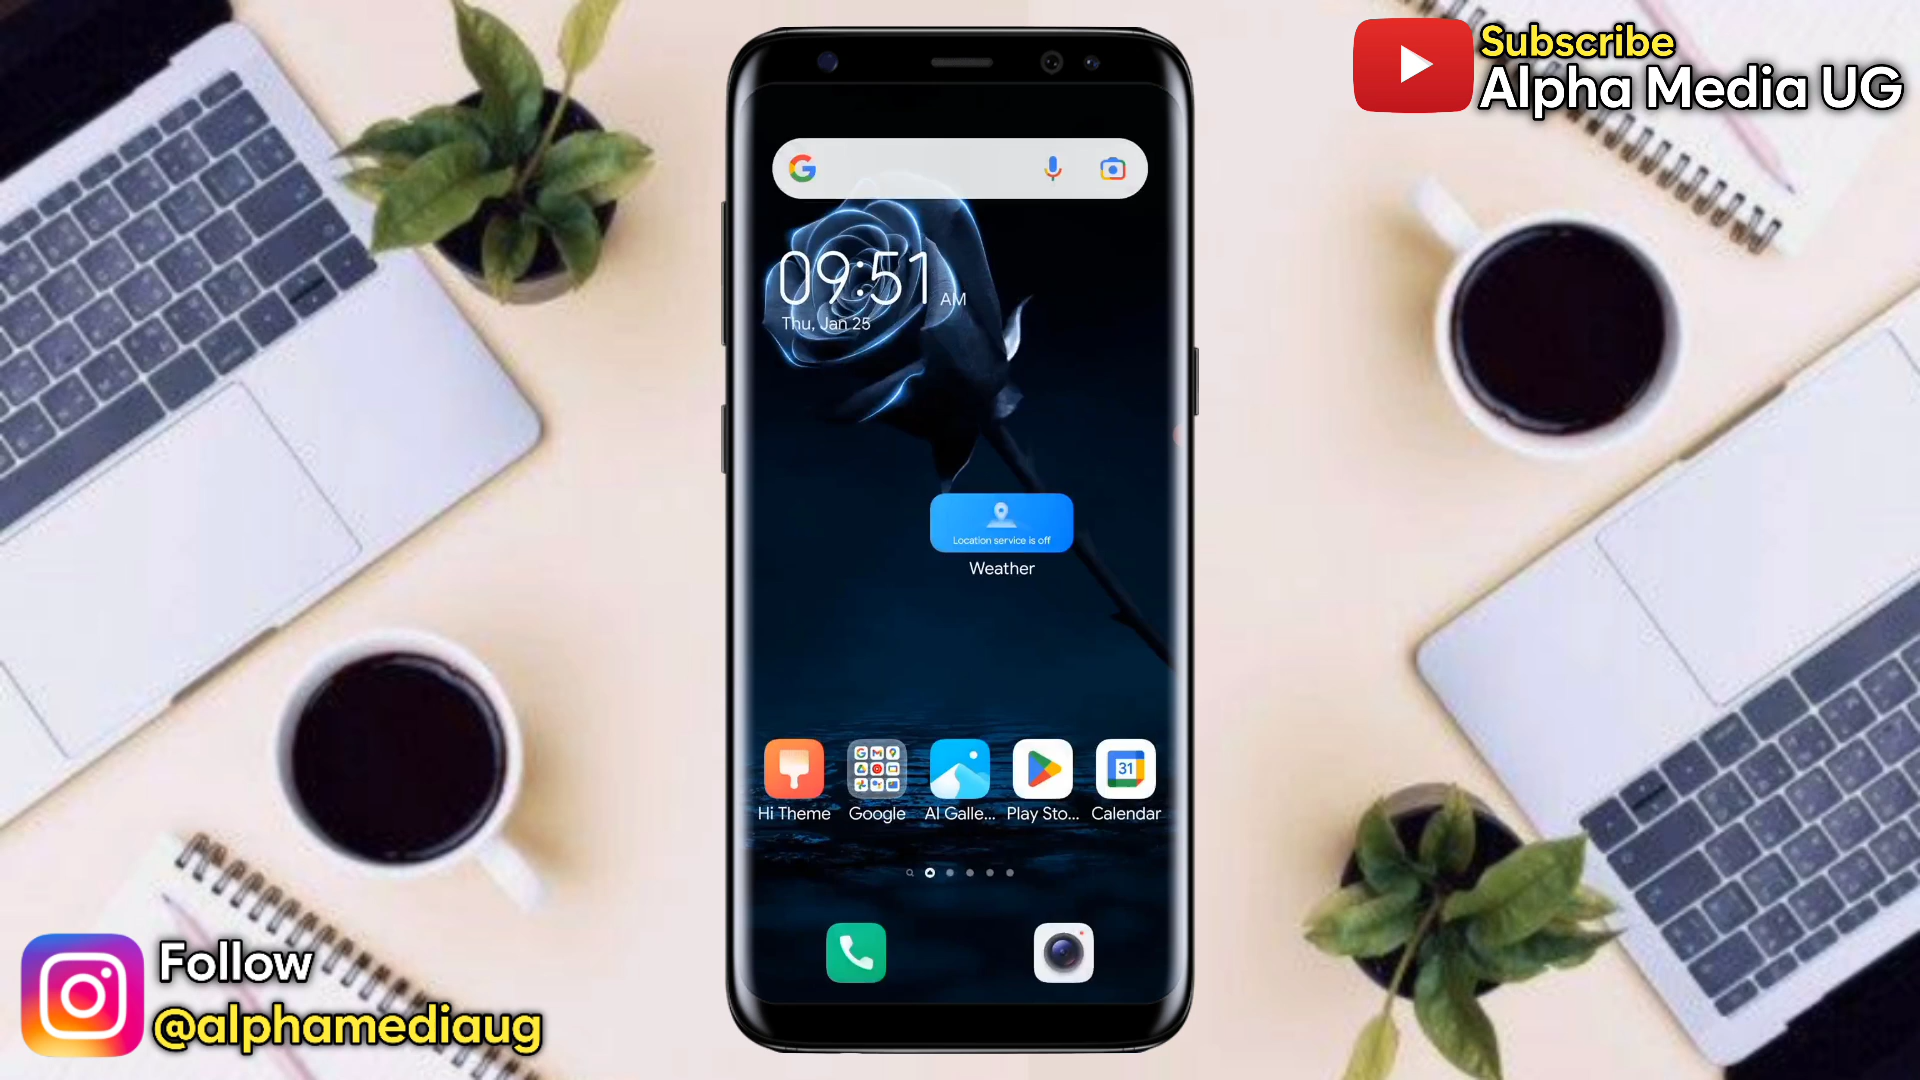 Subscribe
Alpha Media UG
09:51 AM
Thu, Jan 25
Location service is off
Weather
31
Hi Theme
Google
AI Galle...
Play Sto...
Calendar
Follow
@alphamediaug